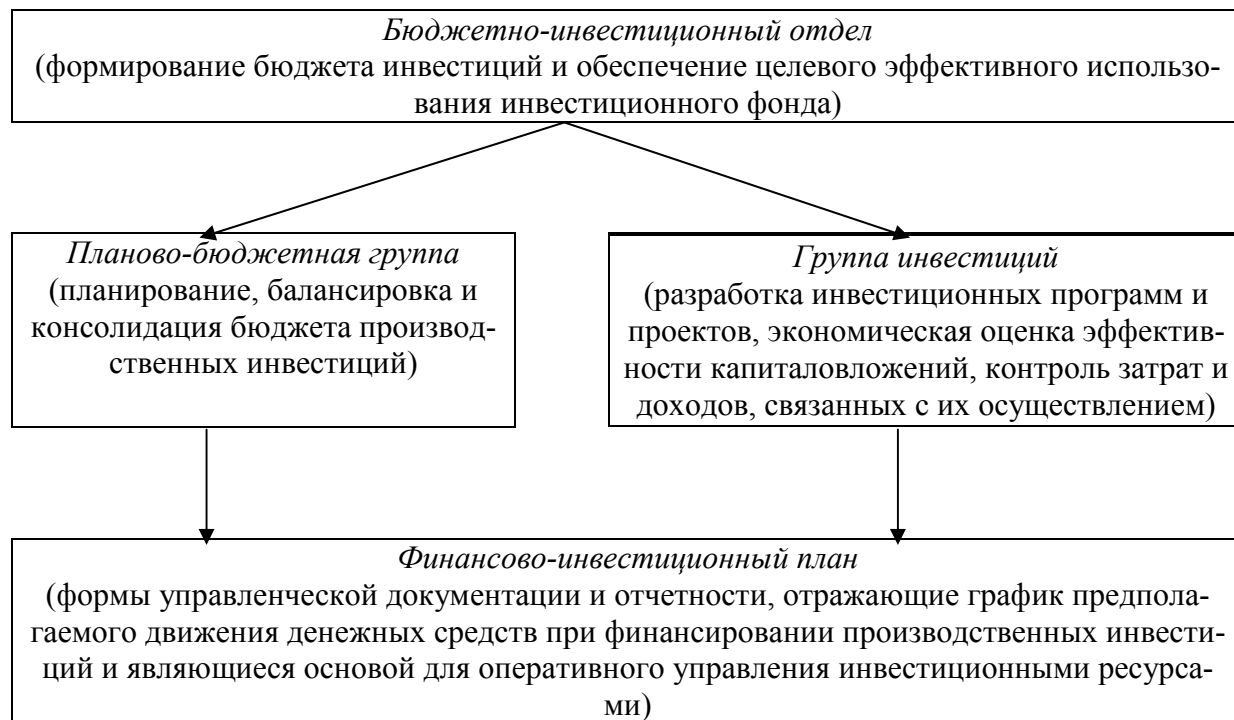 Бюджетно-инвестиционный отдел
(формирование бюджета инвестиций и обеспечение целевого эффективного использо-
вания инвестиционного фонда)
Планово-бюджетная группа
(планирование, балансировка и
консолидация бюджета производ-
ственных инвестиций)
Группа инвестиций
(разработка инвестиционных программ и
проектов, экономическая оценка эффектив-
ности капиталовложений, контроль затрат и
доходов, связанных с их осуществлением)
Финансово-инвестиционный план
(формы управленческой документации и отчетности, отражающие график предпола-
гаемого движения денежных средств при финансировании производственных инвести-
ций и являющиеся основой для оперативного управления инвестиционными ресурса-
ми)